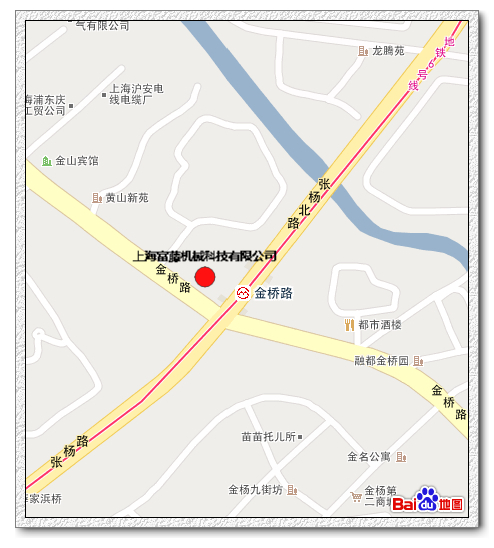 气有限公司
龙腾苑
地铁6号线
上海沪安电
线电缆厂
海浦东庆
工贸公司
金山宾馆
黄山新苑
张杨北路
上海富藤机械科技有限公司
金桥路
金桥路
都市酒楼
融都金桥园
金桥路
张杨路
苗苗托儿所
金名公寓
金杨九街坊
金杨第
二商场
家浜桥
Bai du 地图